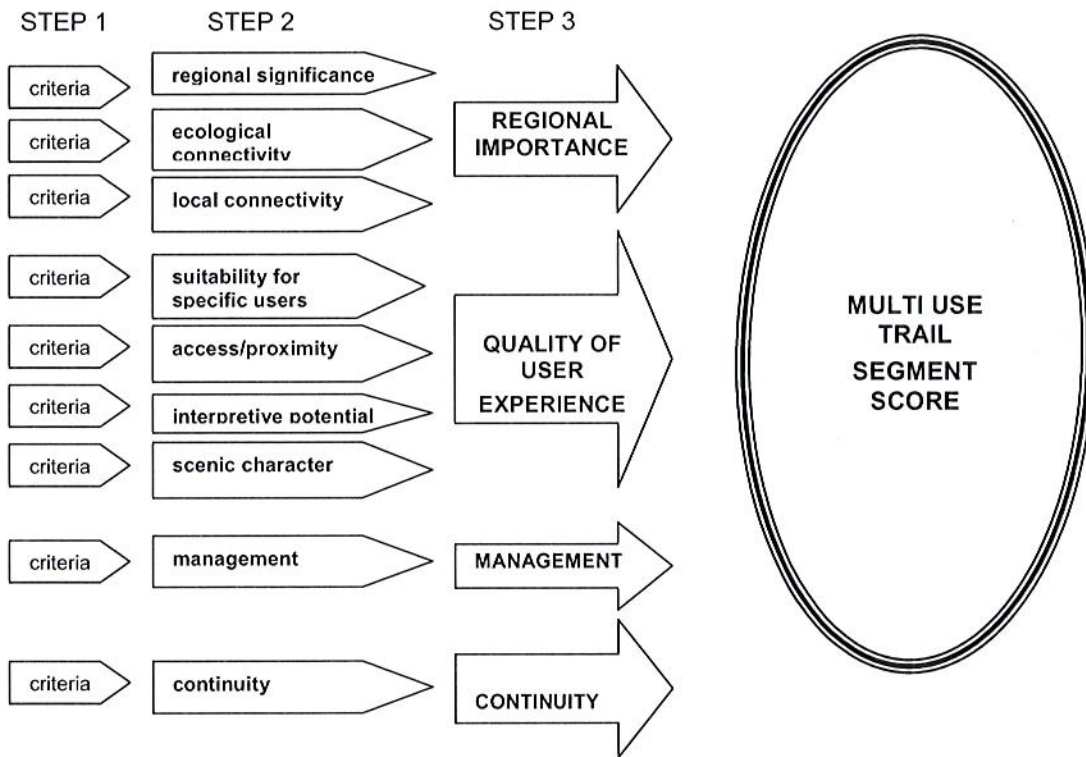 STEP 1
STEP 2
STEP 3
criteria
regional significance
criteria
ecological
connectivity
criteria
local connectivity
REGIONAL
IMPORTANCE
criteria
suitability for
specific users
criteria
access/proximity
criteria
interpretive potential
criteria
scenic character
QUALITY OF
USER
EXPERIENCE
criteria
management
MANAGEMENT
criteria
continuity
CONTINUITY
MULTI USE
TRAIL
SEGMENT
SCORE